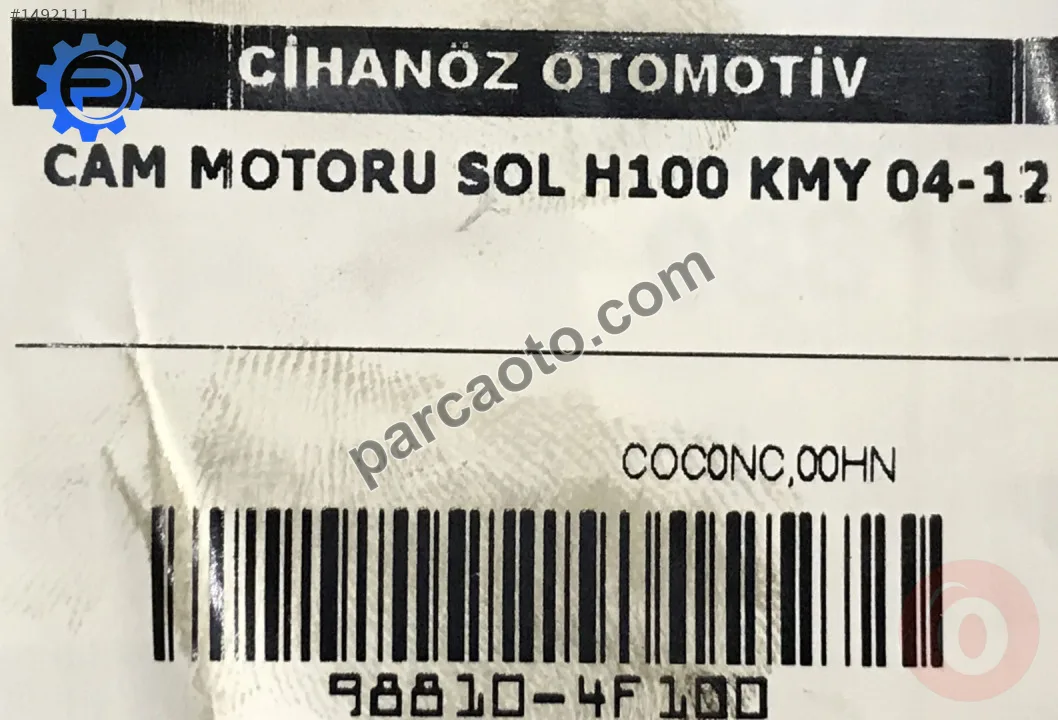 #1492111
CİHANÖZ OTOMOTİV
CAM MOTORU SOL H100 KMY 04-12
parcaoto.com
COC0NC,00HN
98810-4F100